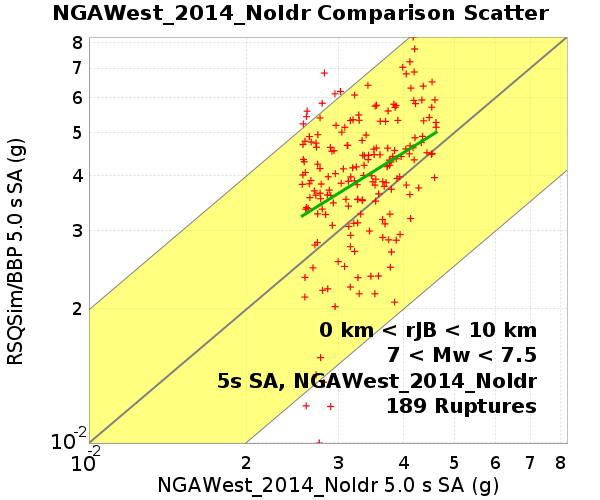 NGAWest_2014_NoIdr Comparison Scatter
8
7
6
5
4
3
2
10-2
RSQSim/BBP 5.0 s SA (g)
0 km < rJB < 10 km
7 < Mw < 7.5
5s SA, NGAWest_2014_NoIdr
189 Ruptures
10-2 2 3 4 5 6 7 8
NGAWest_2014_NoIdr 5.0 s SA (g)